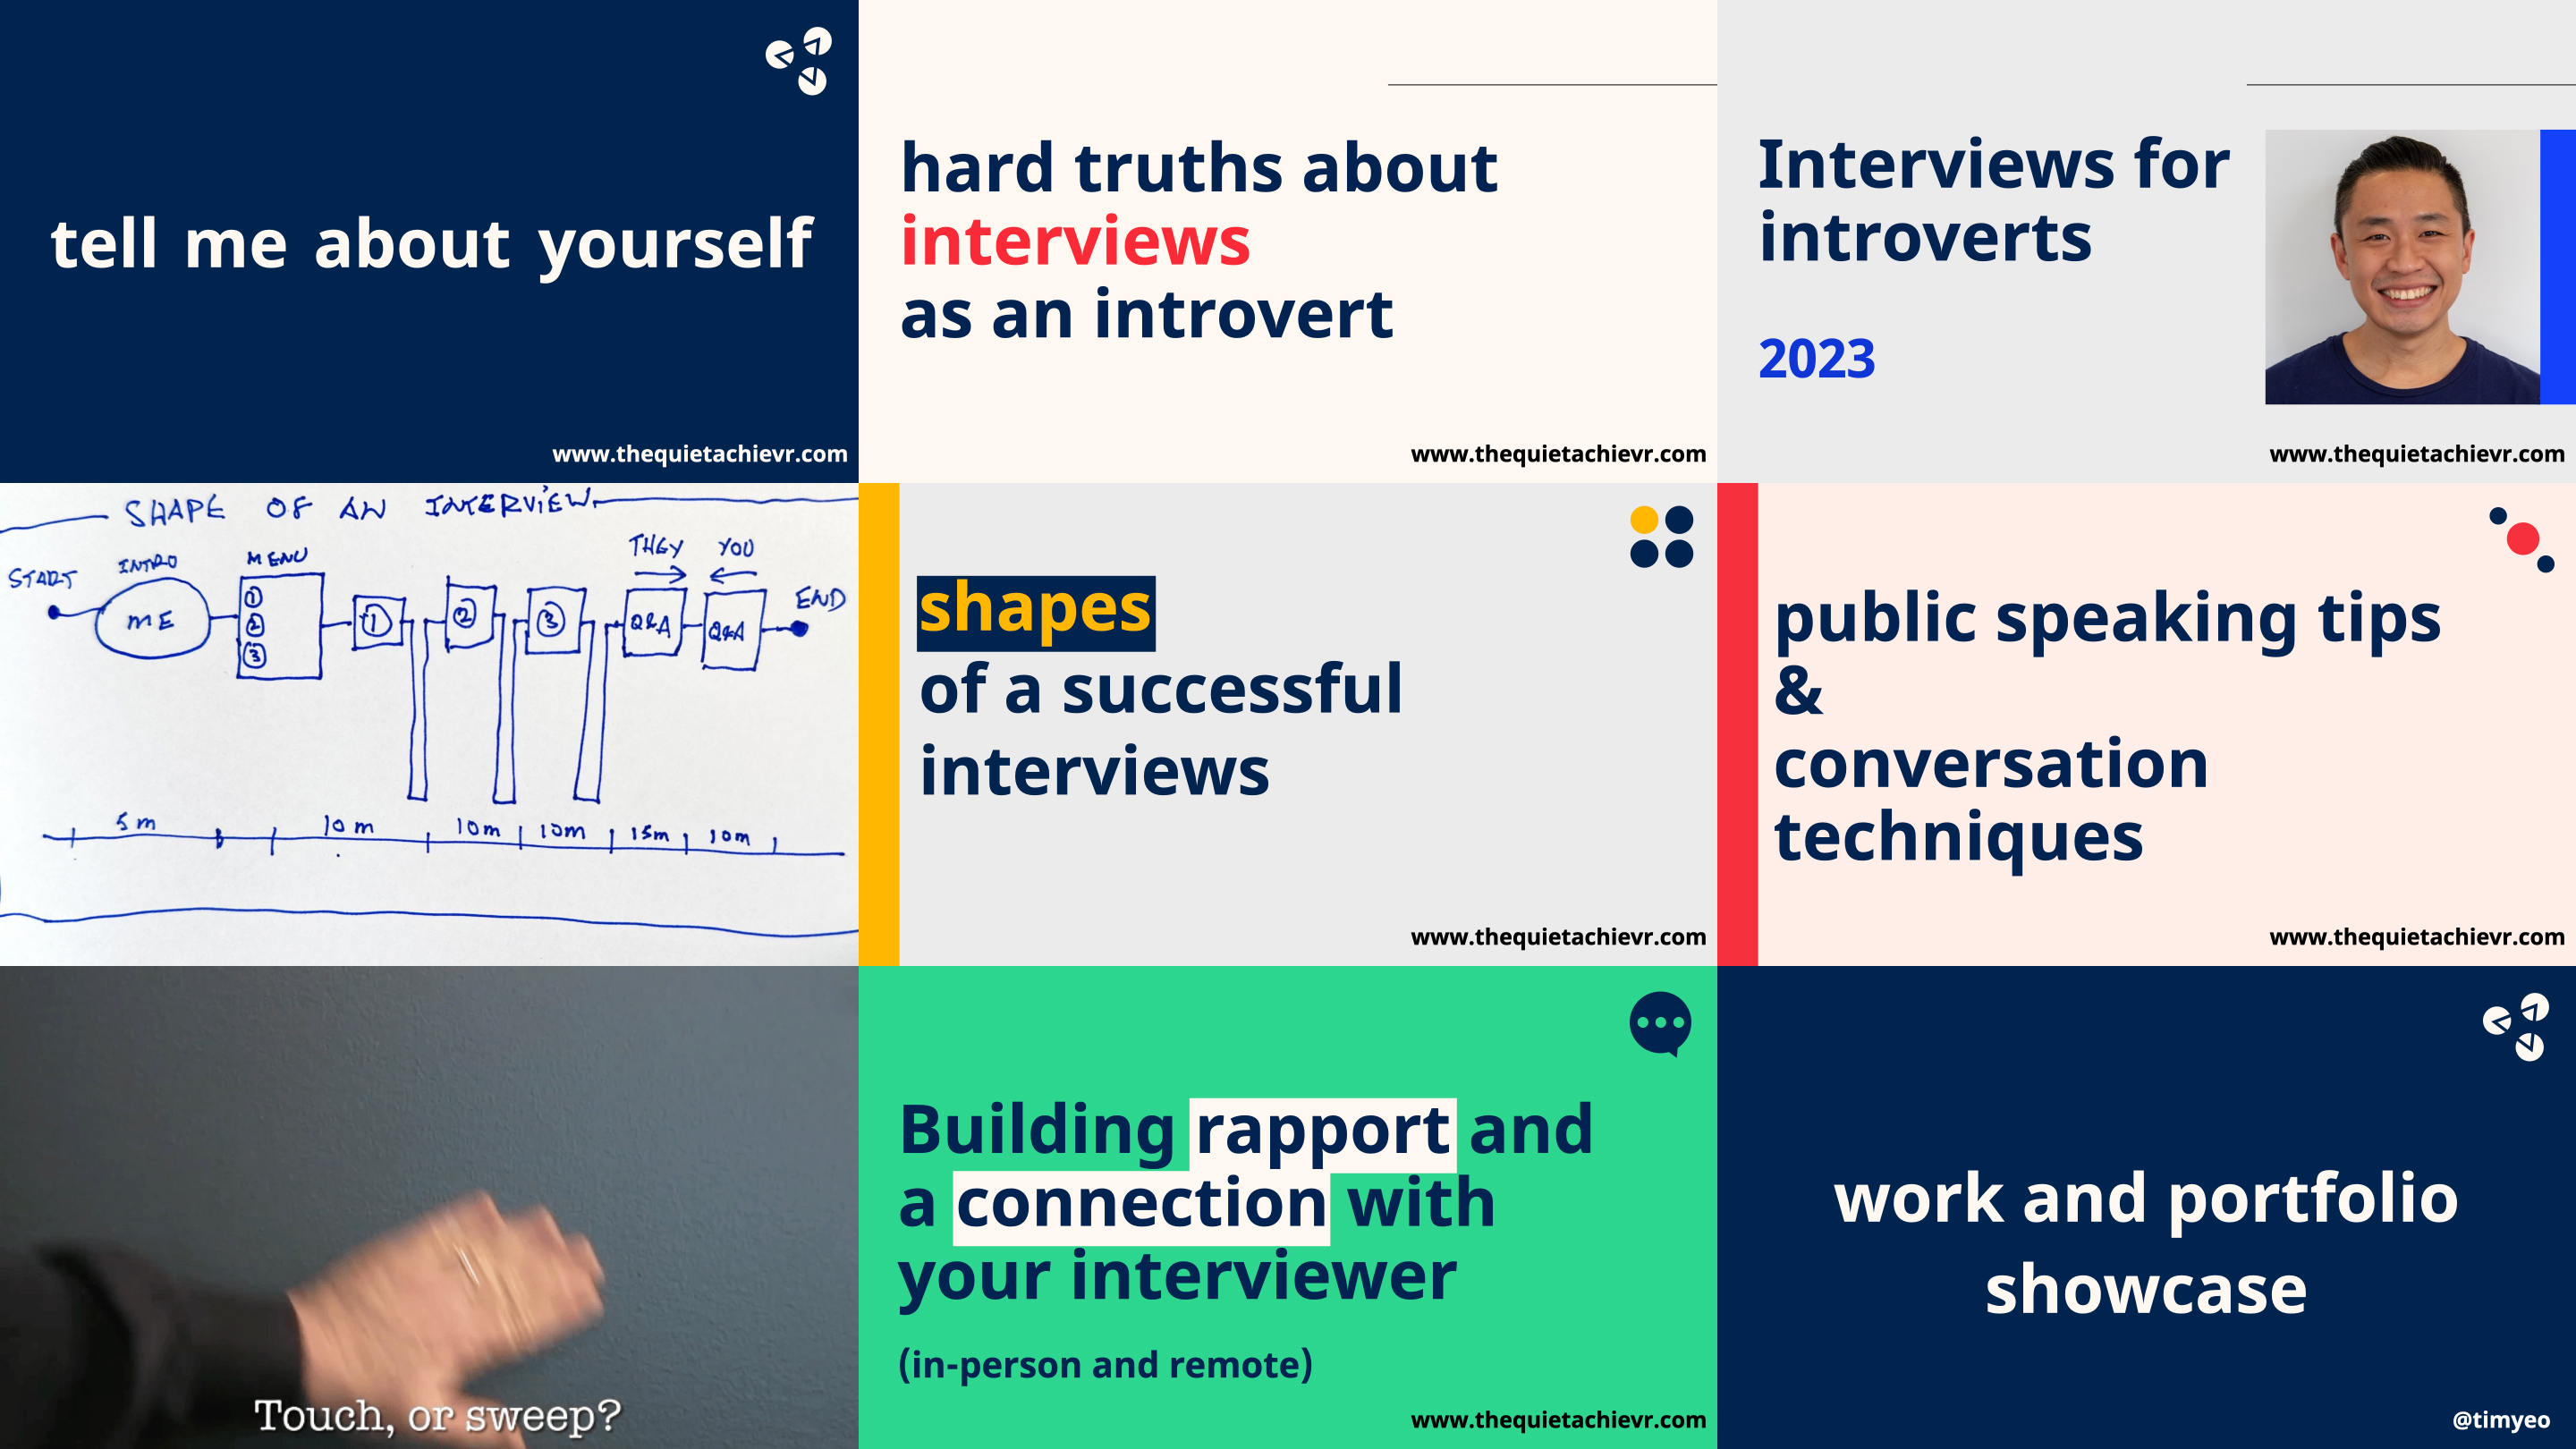 tell me about yourself
www.thequietachievr.com
hard truths about
interviews
as an introvert
www.thequietachievr.com
Interviews for
introverts
2023
www.thequietachievr.com
SHAPE OF AN INTERVIEW
START
INTRO
ME
MENU
1
2
3
1
2
3
THEY
YOU
Q&A
Q&A
END
5m
10m
10m
10m
15m
10m
shapes
of a successful
interviews
www.thequietachievr.com
public speaking tips
&
conversation
techniques
www.thequietachievr.com
Touch, or sweep?
Building rapport and
a connection with
your interviewer
(in-person and remote)
www.thequietachievr.com
work and portfolio
showcase
@timyeo